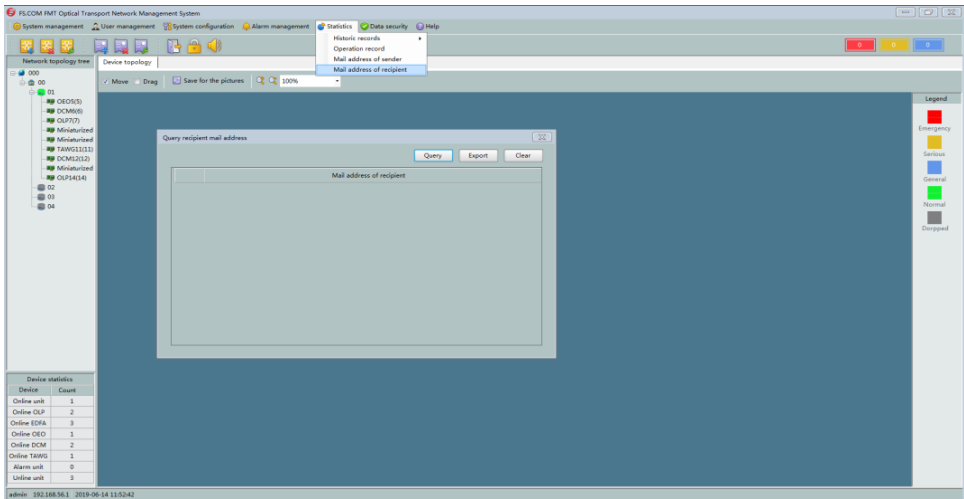 FS.COM FMT Optical Transport Network Management System
System management User management System configuration Alarm management Statistics Data security Help
Historic records
Operation record
Mail address of sender
Mail address of recipient
0 0 0
Network topology tree
Device topology
Move Drag Save for the pictures 100%
000
00
01
OEO5(5)
DCM6(6)
OLP7(7)
Miniaturized
Miniaturized
TAWG11(11)
DCM12(12)
Miniaturized
OLP14(14)
02
03
04
Query recipient mail address
Query Export Clear
Mail address of recipient
Legend
Emergency
Serious
General
Normal
Dorpped
Device statistics
Device Count
Online unit 1
Online OLP 2
Online EDFA 3
Online OEO 1
Online DCM 2
Online TAWG 1
Alarm unit 0
Unline unit 3
admin 192.168.56.1 2019-06-14 11:52:42